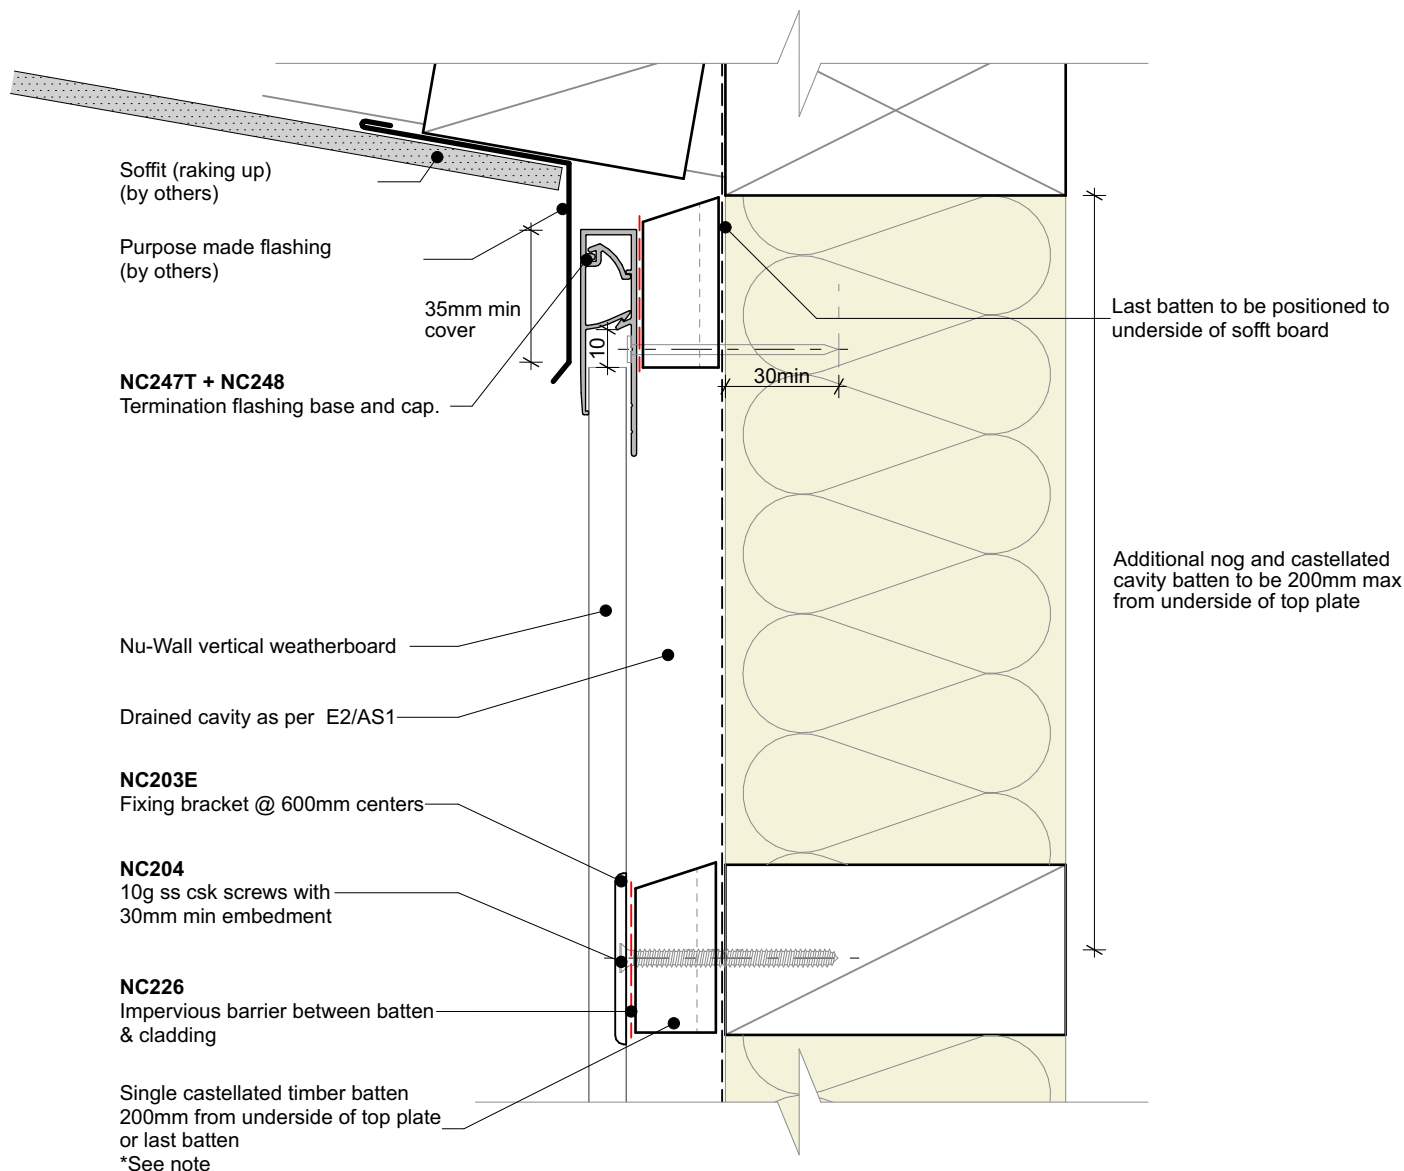 Soffit (raking up)
(by others)
Purpose made flashing
(by others)
35mm min
cover
10
NC247T + NC248
Termination flashing base and cap.
30min
Last batten to be positioned to
underside of sofft board
Additional nog and castellated
cavity batten to be 200mm max
from underside of top plate
Nu-Wall vertical weatherboard
Drained cavity as per E2/AS1
NC203E
Fixing bracket @ 600mm centers
NC204
10g ss csk screws with
30mm min embedment
NC226
Impervious barrier between batten
& cladding
Single castellated timber batten
200mm from underside of top plate
or last batten
*See note